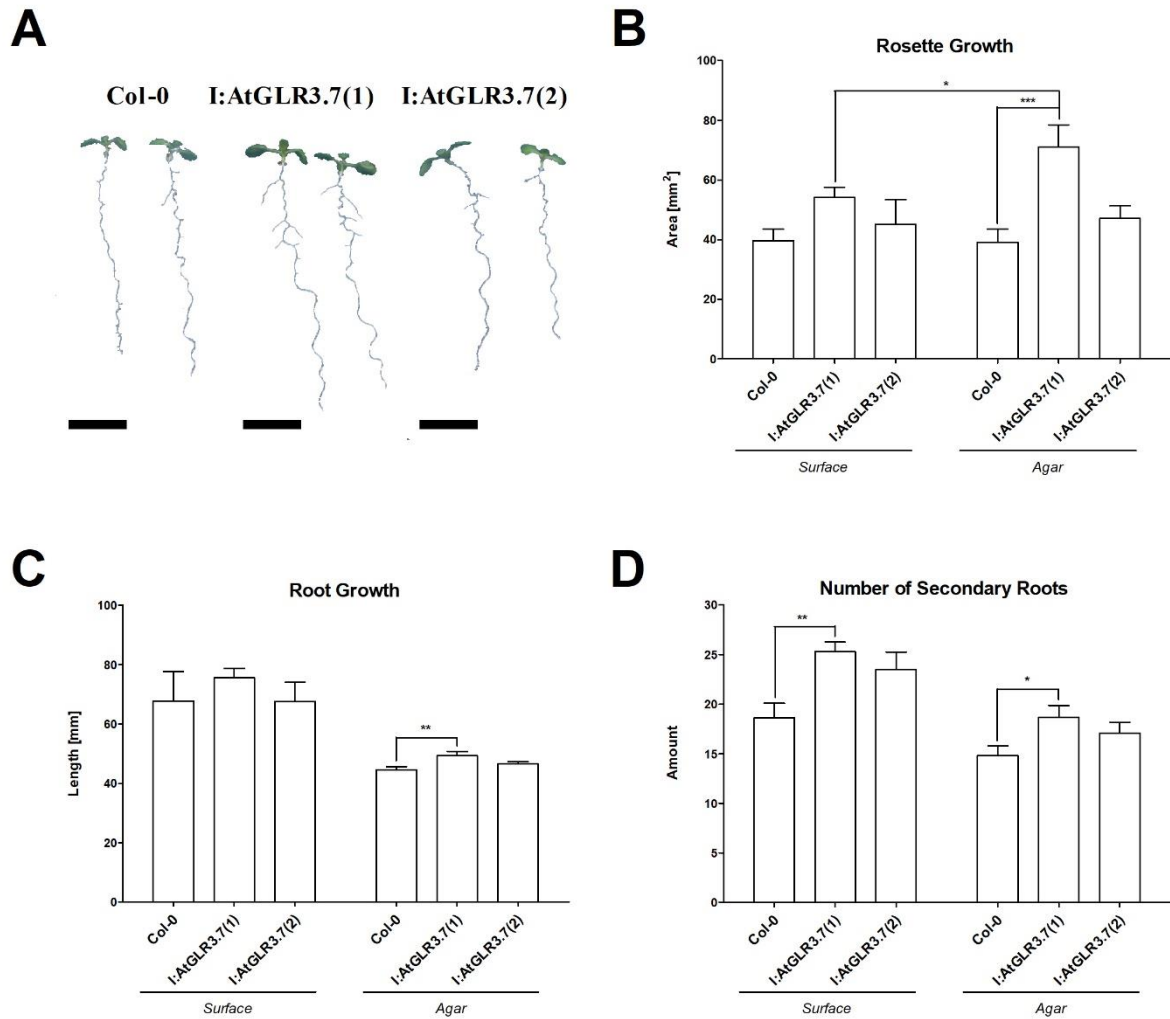 A
Col-0 I:AtGLR3.7(1) I:AtGLR3.7(2)
B
Rosette Growth
Area [mm²]
100
80
60
40
20
0
*
***
Col-0
I:AtGLR3.7(1)
I:AtGLR3.7(2)
Col-0
I:AtGLR3.7(1)
I:AtGLR3.7(2)
Surface
Agar
C
Root Growth
Length [mm]
100
80
60
40
20
0
**
Col-0
I:AtGLR3.7(1)
I:AtGLR3.7(2)
Col-0
I:AtGLR3.7(1)
I:AtGLR3.7(2)
Surface
Agar
D
Number of Secondary Roots
Amount
30
25
20
15
10
5
0
**
*
Col-0
I:AtGLR3.7(1)
I:AtGLR3.7(2)
Col-0
I:AtGLR3.7(1)
I:AtGLR3.7(2)
Surface
Agar